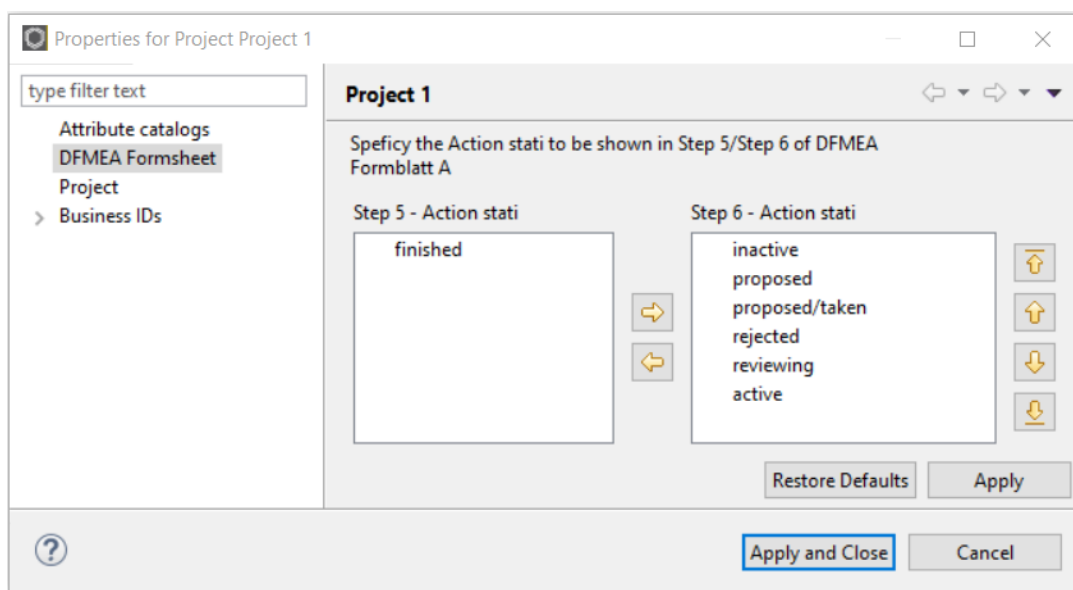 Properties for Project Project 1
type filter text
Attribute catalogs
DFMEA Formsheet
Project
Business IDs
Project 1
Speficy the Action stati to be shown in Step 5/Step 6 of DFMEA
Formblatt A
Step 5 - Action stati
finished
Step 6 - Action stati
inactive
proposed
proposed/taken
rejected
reviewing
active
Restore Defaults
Apply
?
Apply and Close
Cancel